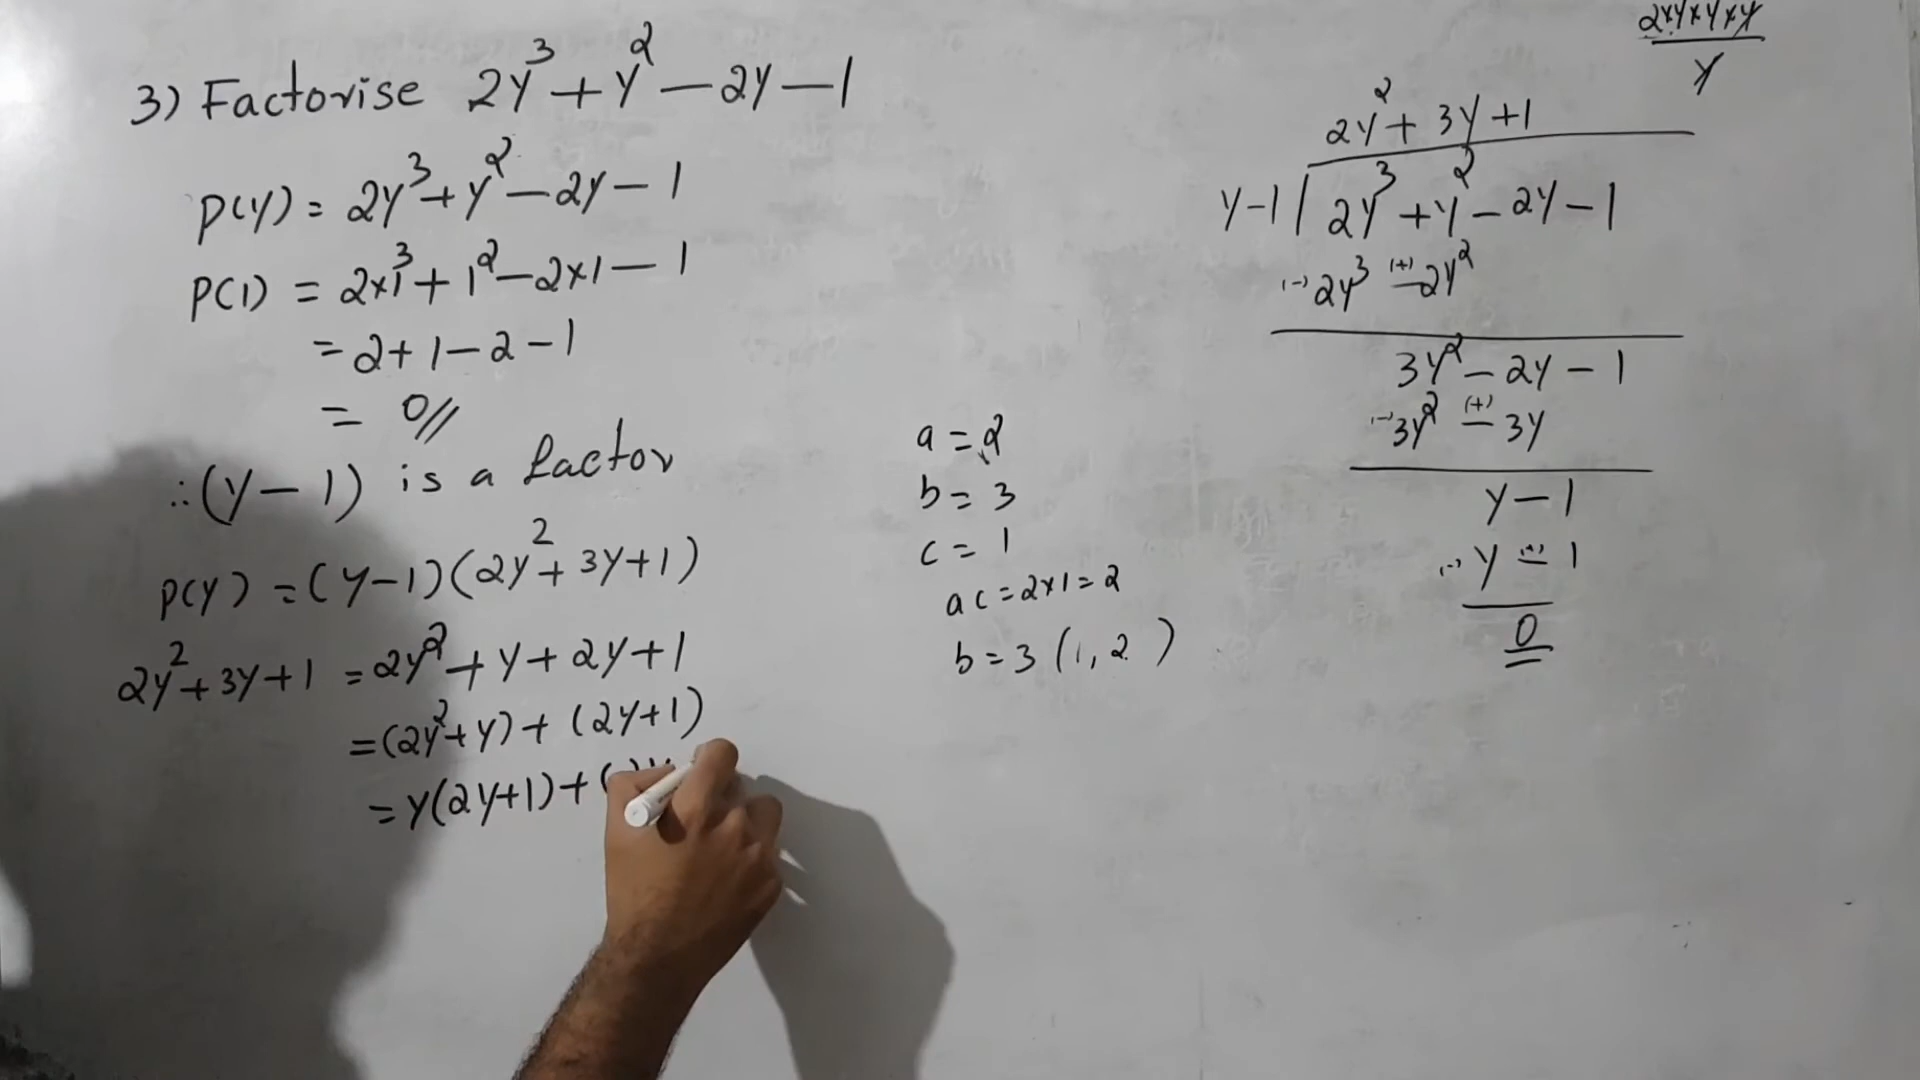 3) Factorise 2y³ + y² − 2y − 1
P(y) = 2y³ + y² − 2y − 1
P(1) = 2×1³ + 1² − 2×1 − 1
= 2 + 1 − 2 − 1
= 0//
∴ (y − 1) is a factor
P(y) = (y − 1)(2y² + 3y + 1)
2y² + 3y + 1 = 2y² + y + 2y + 1
= (2y² + y) + (2y + 1)
= y(2y + 1) + (
a = 2
b = 3
c = 1
ac = 2×1 = 2
b = 3 (1, 2 )
2×y×y×y
y
2y² + 3y + 1
y − 1 | 2y³ + y² − 2y − 1
(−) 2y³ (+) − 2y²
3y² − 2y − 1
(−) 3y² (+) − 3y
y − 1
(−) y (+) − 1
0